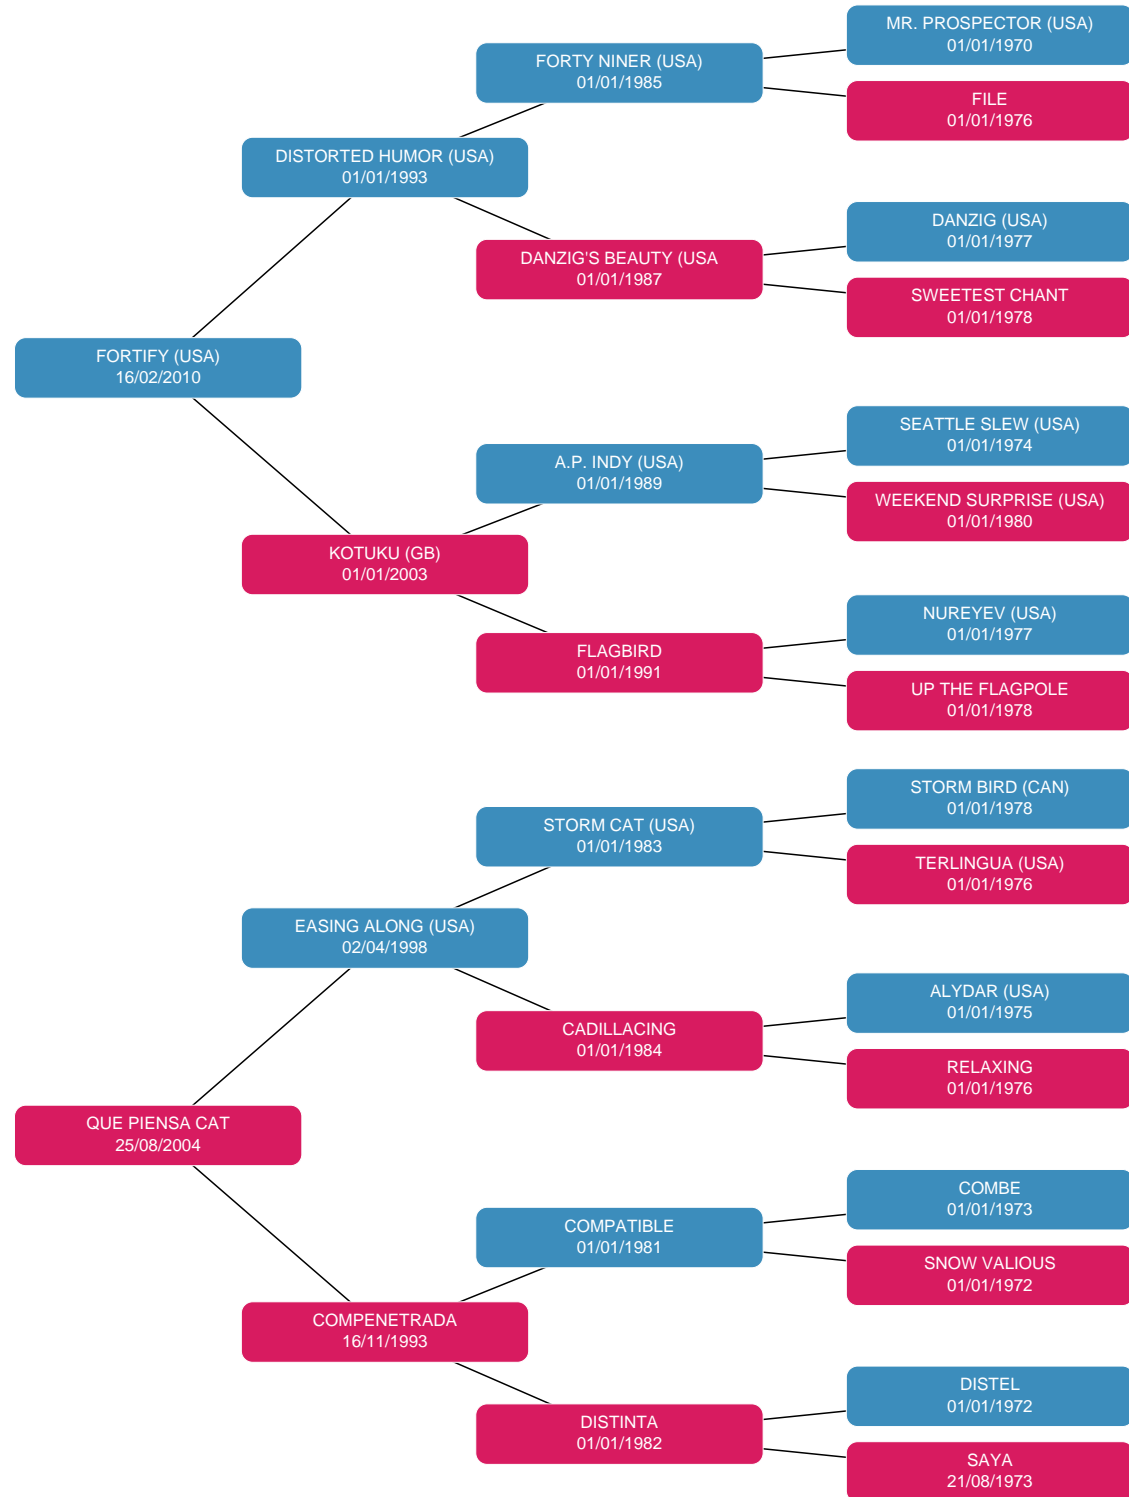 MR. PROSPECTOR (USA)
01/01/1970
FORTY NINER (USA)
01/01/1985
FILE
01/01/1976
DISTORTED HUMOR (USA)
01/01/1993
DANZIG (USA)
01/01/1977
DANZIG'S BEAUTY (USA
01/01/1987
SWEETEST CHANT
01/01/1978
FORTIFY (USA)
16/02/2010
SEATTLE SLEW (USA)
01/01/1974
A.P. INDY (USA)
01/01/1989
WEEKEND SURPRISE (USA)
01/01/1980
KOTUKU (GB)
01/01/2003
NUREYEV (USA)
01/01/1977
FLAGBIRD
01/01/1991
UP THE FLAGPOLE
01/01/1978
STORM BIRD (CAN)
01/01/1978
STORM CAT (USA)
01/01/1983
TERLINGUA (USA)
01/01/1976
EASING ALONG (USA)
02/04/1998
ALYDAR (USA)
01/01/1975
CADILLACING
01/01/1984
RELAXING
01/01/1976
QUE PIENSA CAT
25/08/2004
COMBE
01/01/1973
COMPATIBLE
01/01/1981
SNOW VALIOUS
01/01/1972
COMPENETRADA
16/11/1993
DISTEL
01/01/1972
DISTINTA
01/01/1982
SAYA
21/08/1973